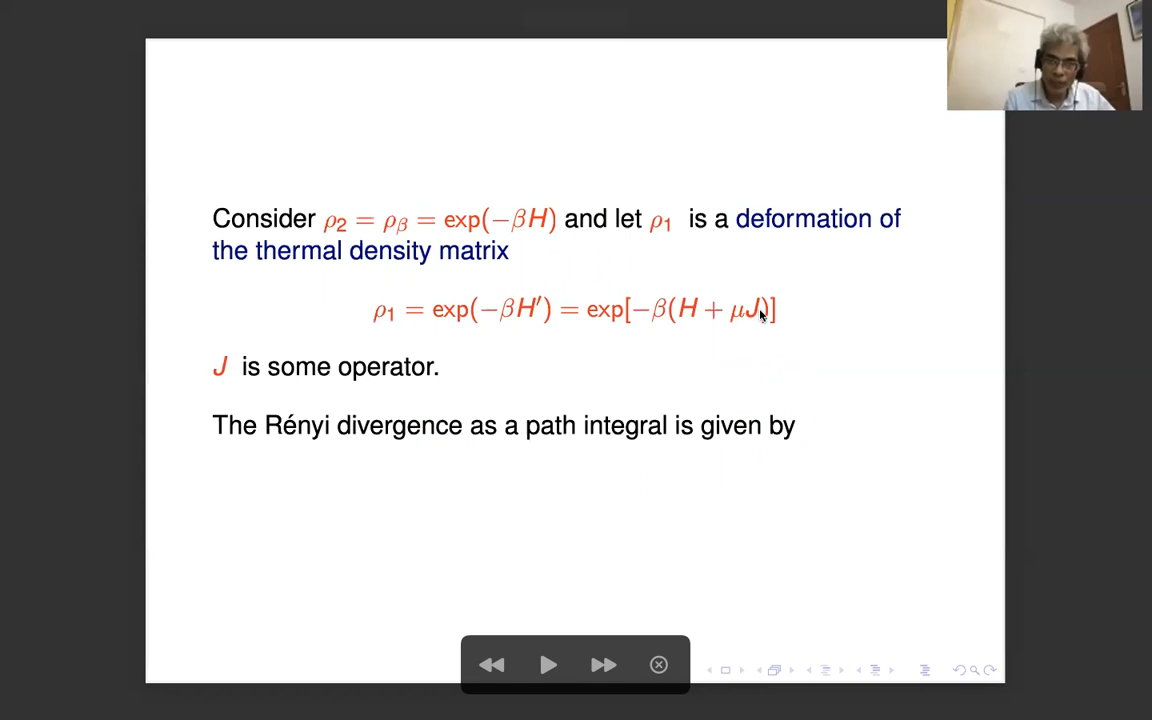 Consider ρ₂ = ρ_β = exp(−βH) and let ρ₁ is a deformation of
the thermal density matrix
ρ₁ = exp(−βH′) = exp[−β(H + μJ)]
J is some operator.
The Rényi divergence as a path integral is given by